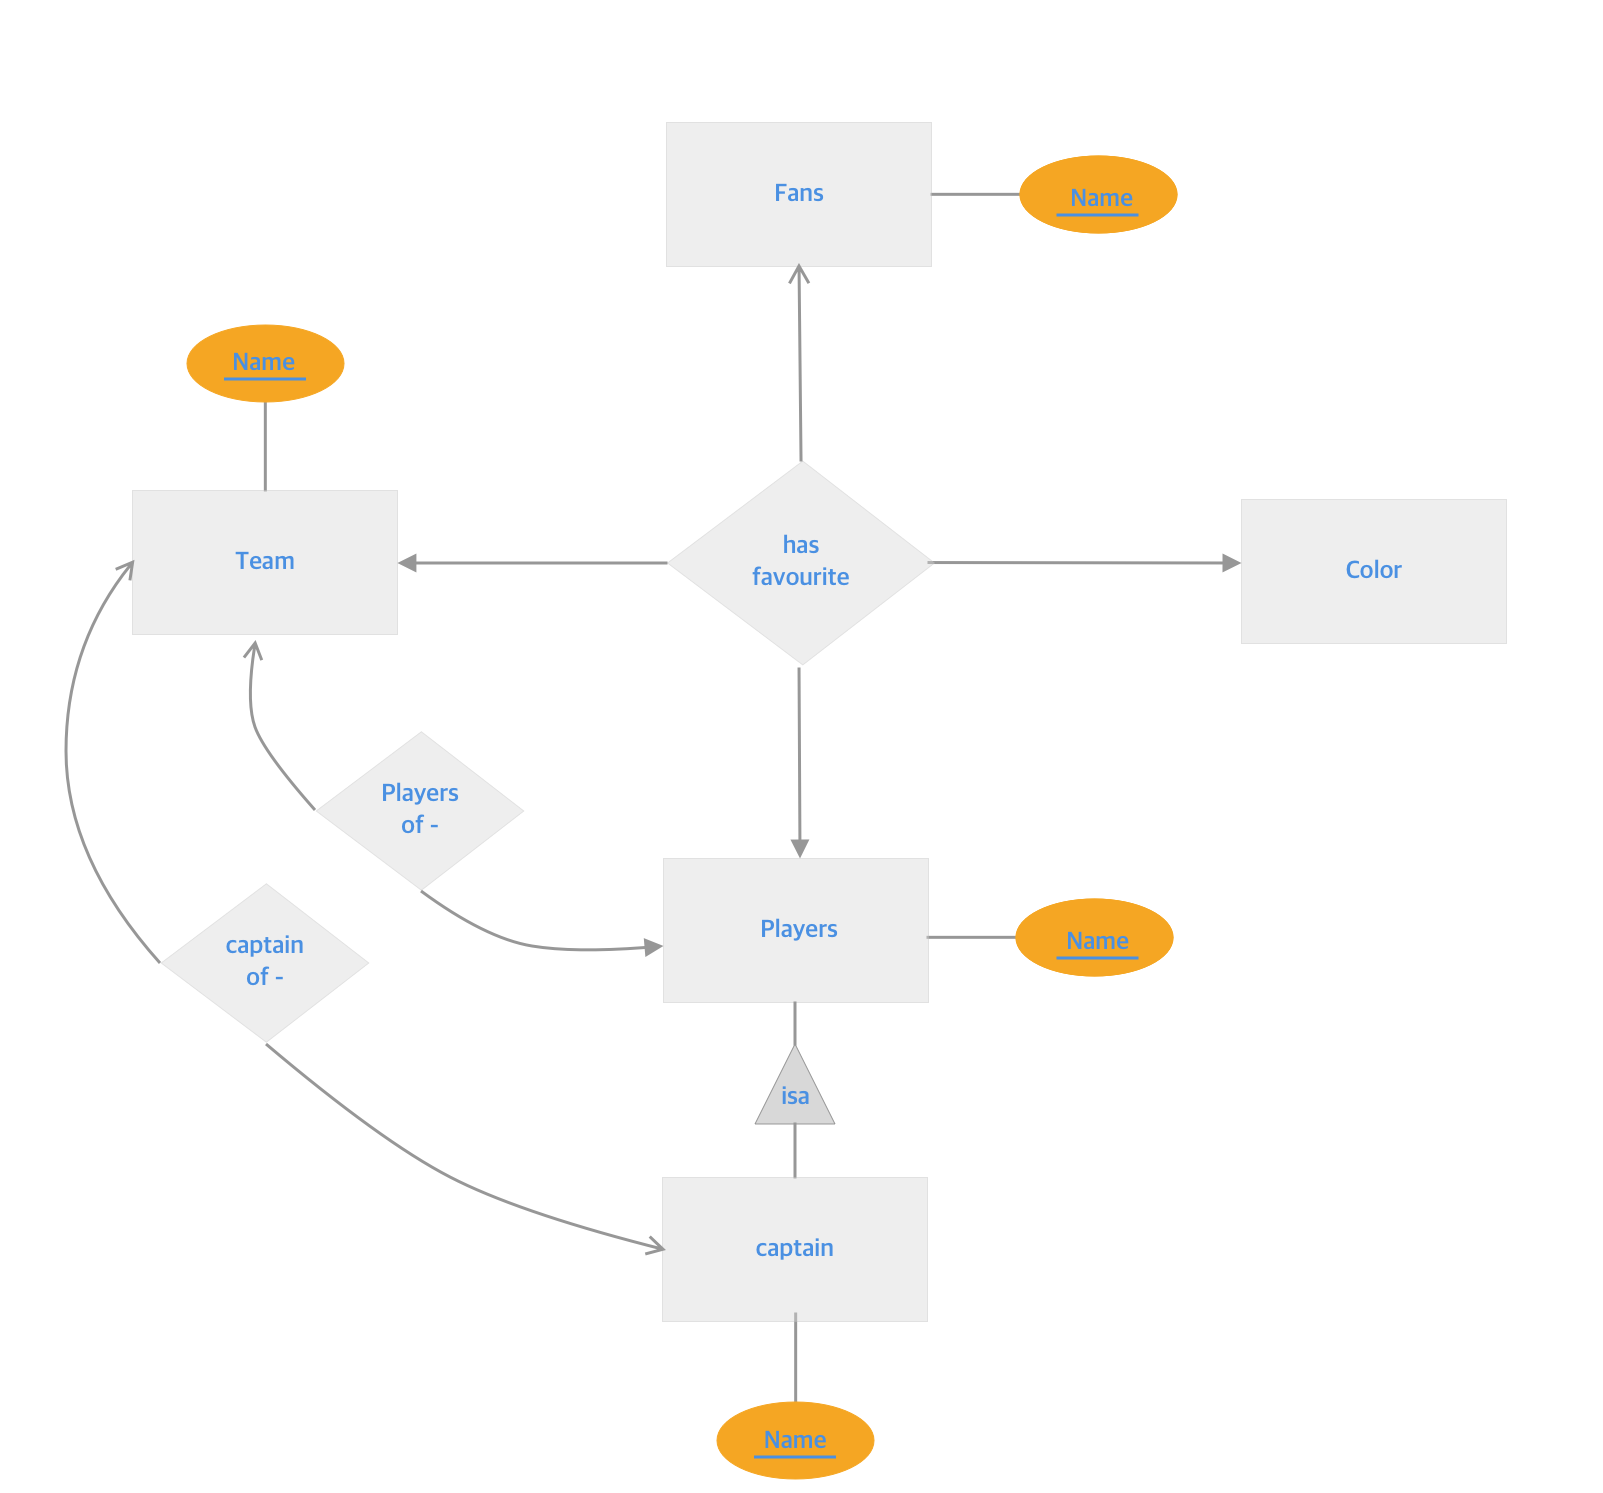 Fans
Name
Name
Team
has
favourite
Color
Players
of -
Players
Name
captain
of -
isa
captain
Name